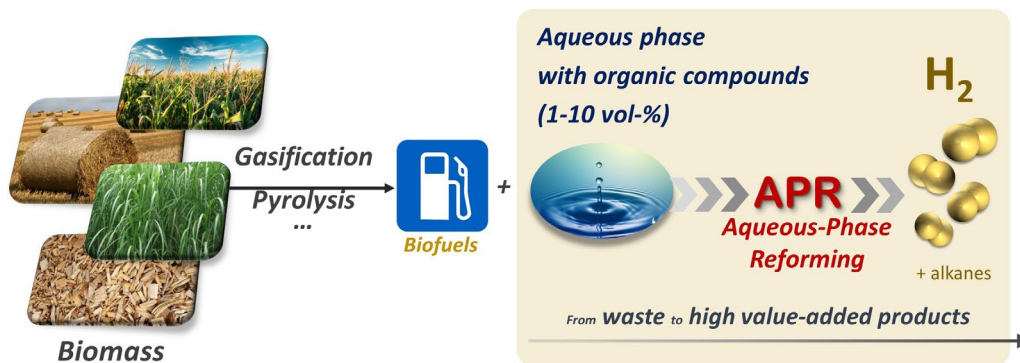 Biomass
Gasification
Pyrolysis
...
Biofuels
+
Aqueous phase
with organic compounds
(1-10 vol-%)
APR
Aqueous-Phase
Reforming
H2
+ alkanes
From waste to high value-added products